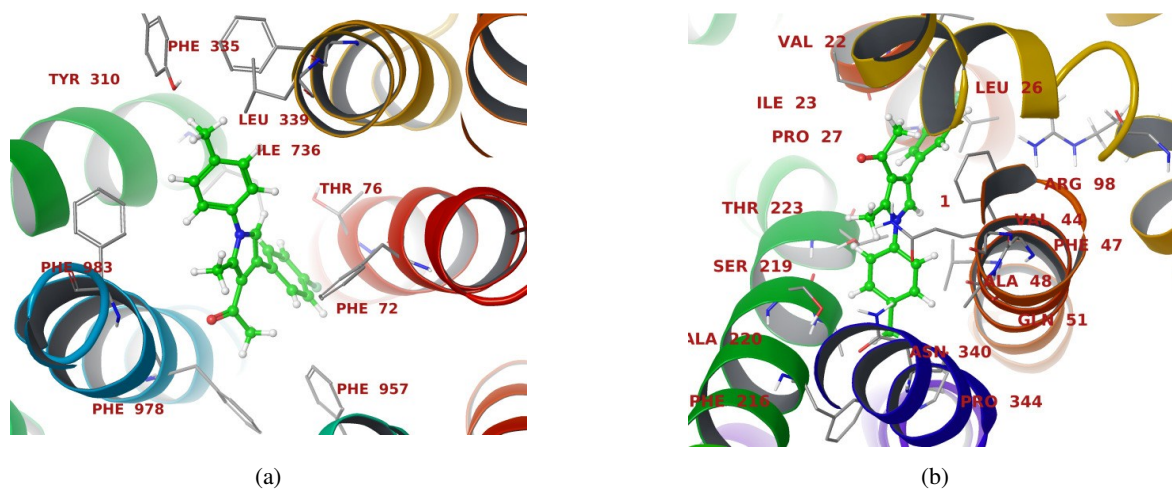 PHE 335
TYR 310
LEU 339
ILE 736
THR 76
PHE 983
PHE 72
PHE 957
PHE 978
(a)
VAL 22
LEU 26
ILE 23
PRO 27
ARG 98
1
THR 223
VAL 44
PHE 47
SER 219
ALA 48
GLN 51
ALA 220
ASN 340
PHE 216
PRO 344
(b)